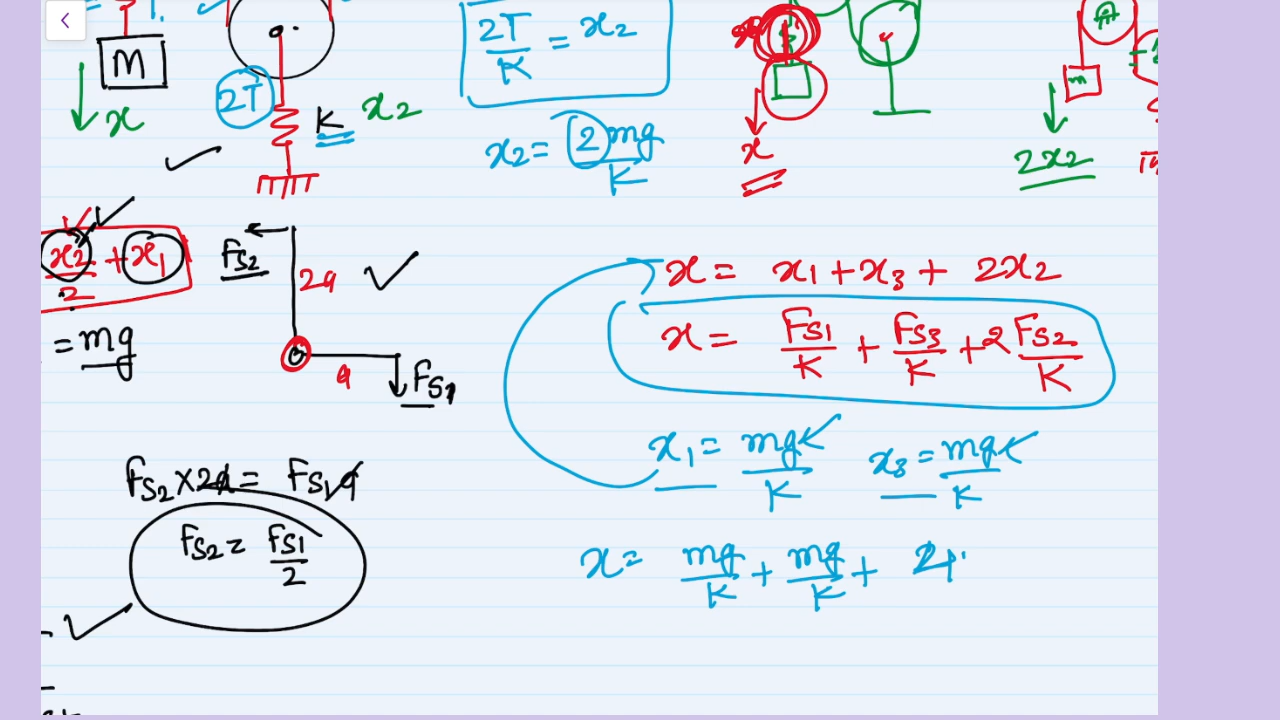 M
x
2T
K x2
2T/K = x2
x2 = 2mg/K
x
m
2x2
x2/2 + x1
= mg
FS2
2a
a
FS1
FS2 × 2a = FS1 a
FS2 = FS1/2
x = x1 + x3 + 2x2
x = FS1/K + FS3/K + 2 FS2/K
x1 = mg/K x3 = mg/K
x = mg/K + mg/K +